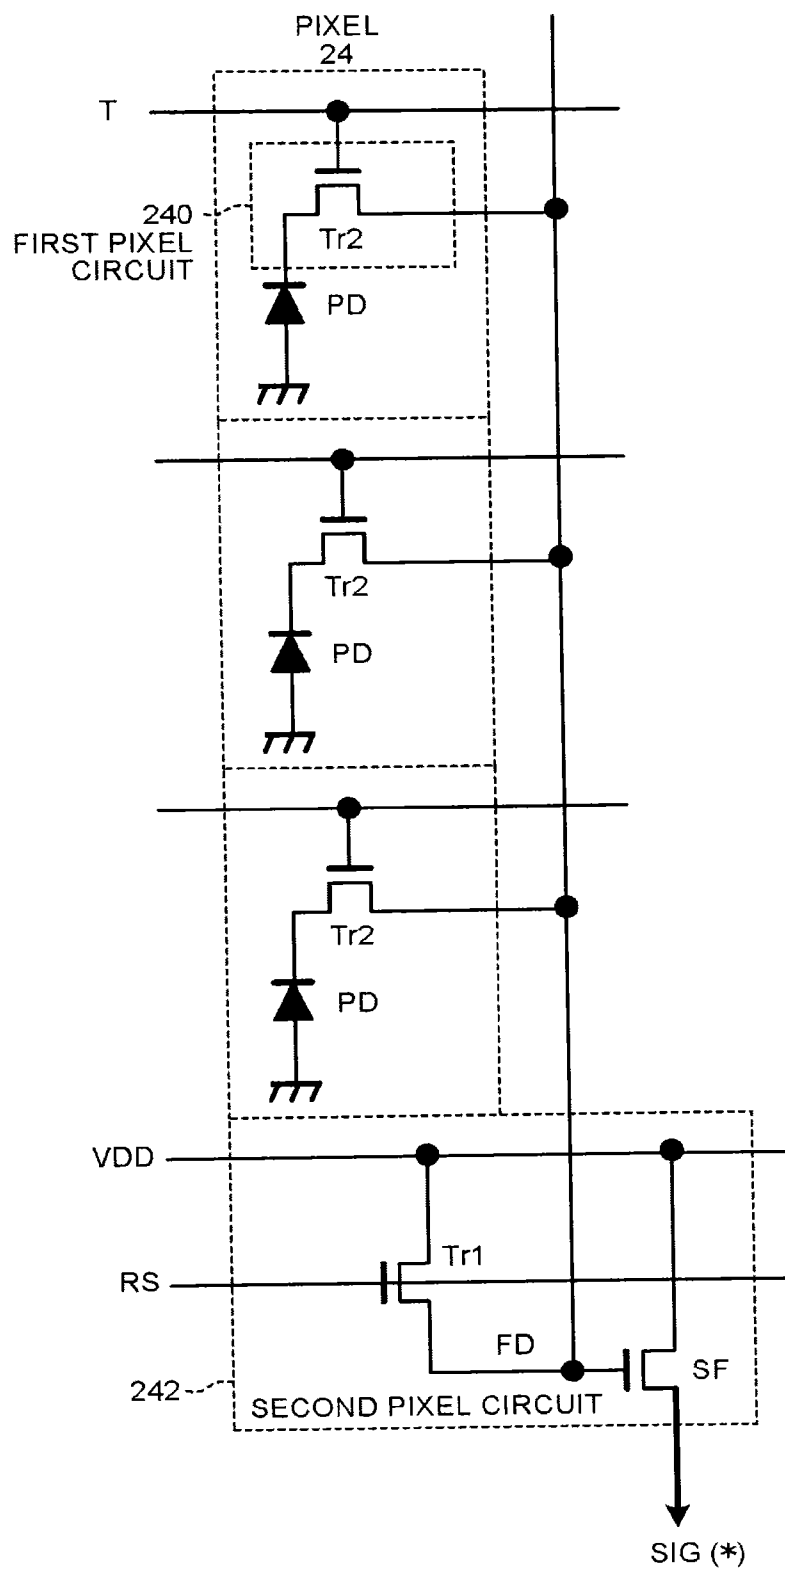 PIXEL
24
T
240
FIRST PIXEL
CIRCUIT
Tr2
PD
Tr2
PD
Tr2
PD
VDD
Tr1
RS
FD
SF
242
SECOND PIXEL CIRCUIT
SIG (*)